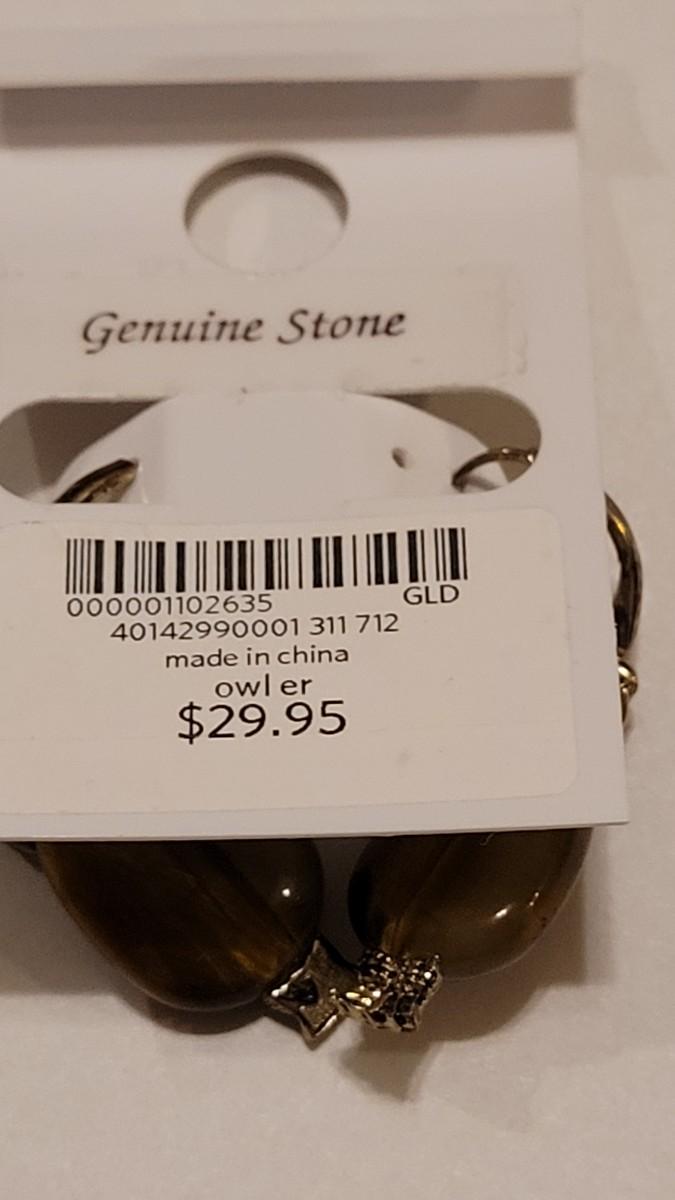 Genuine Stone
000001102635 GLD
40142990001 311 712
made in china
owl er
$29.95